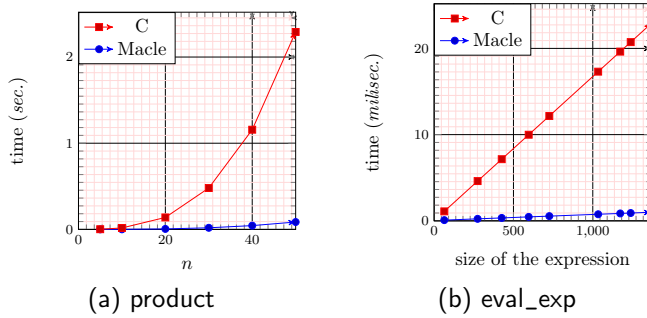 C
Macle
2
1
0
0
20
40
time (sec.)
n
(a) product
C
Macle
20
10
0
0
500
1,000
time (milisec.)
size of the expression
(b) eval_exp